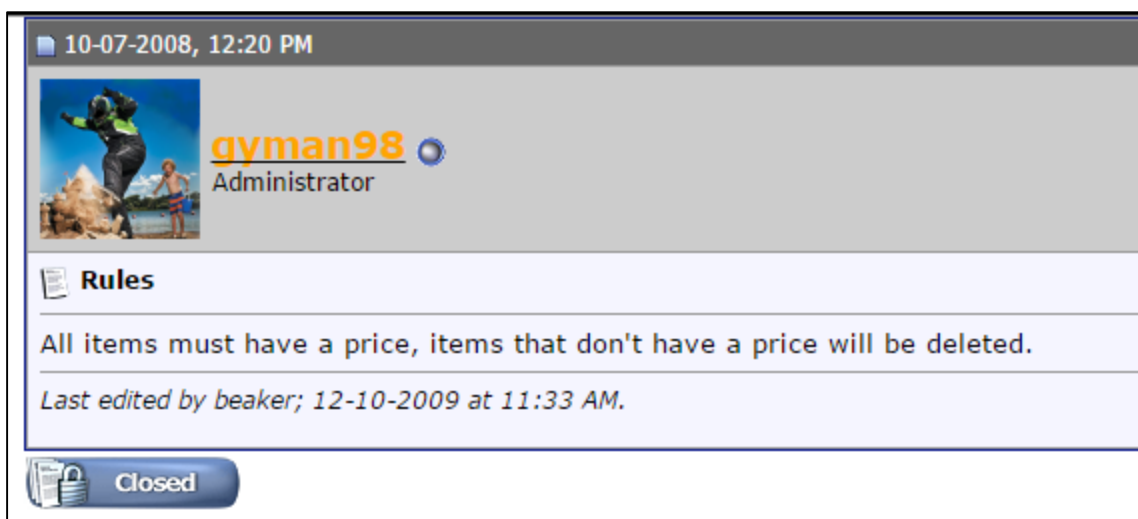 10-07-2008, 12:20 PM
gyman98
Administrator
Rules
All items must have a price, items that don't have a price will be deleted.
Last edited by beaker; 12-10-2009 at 11:33 AM.
Closed